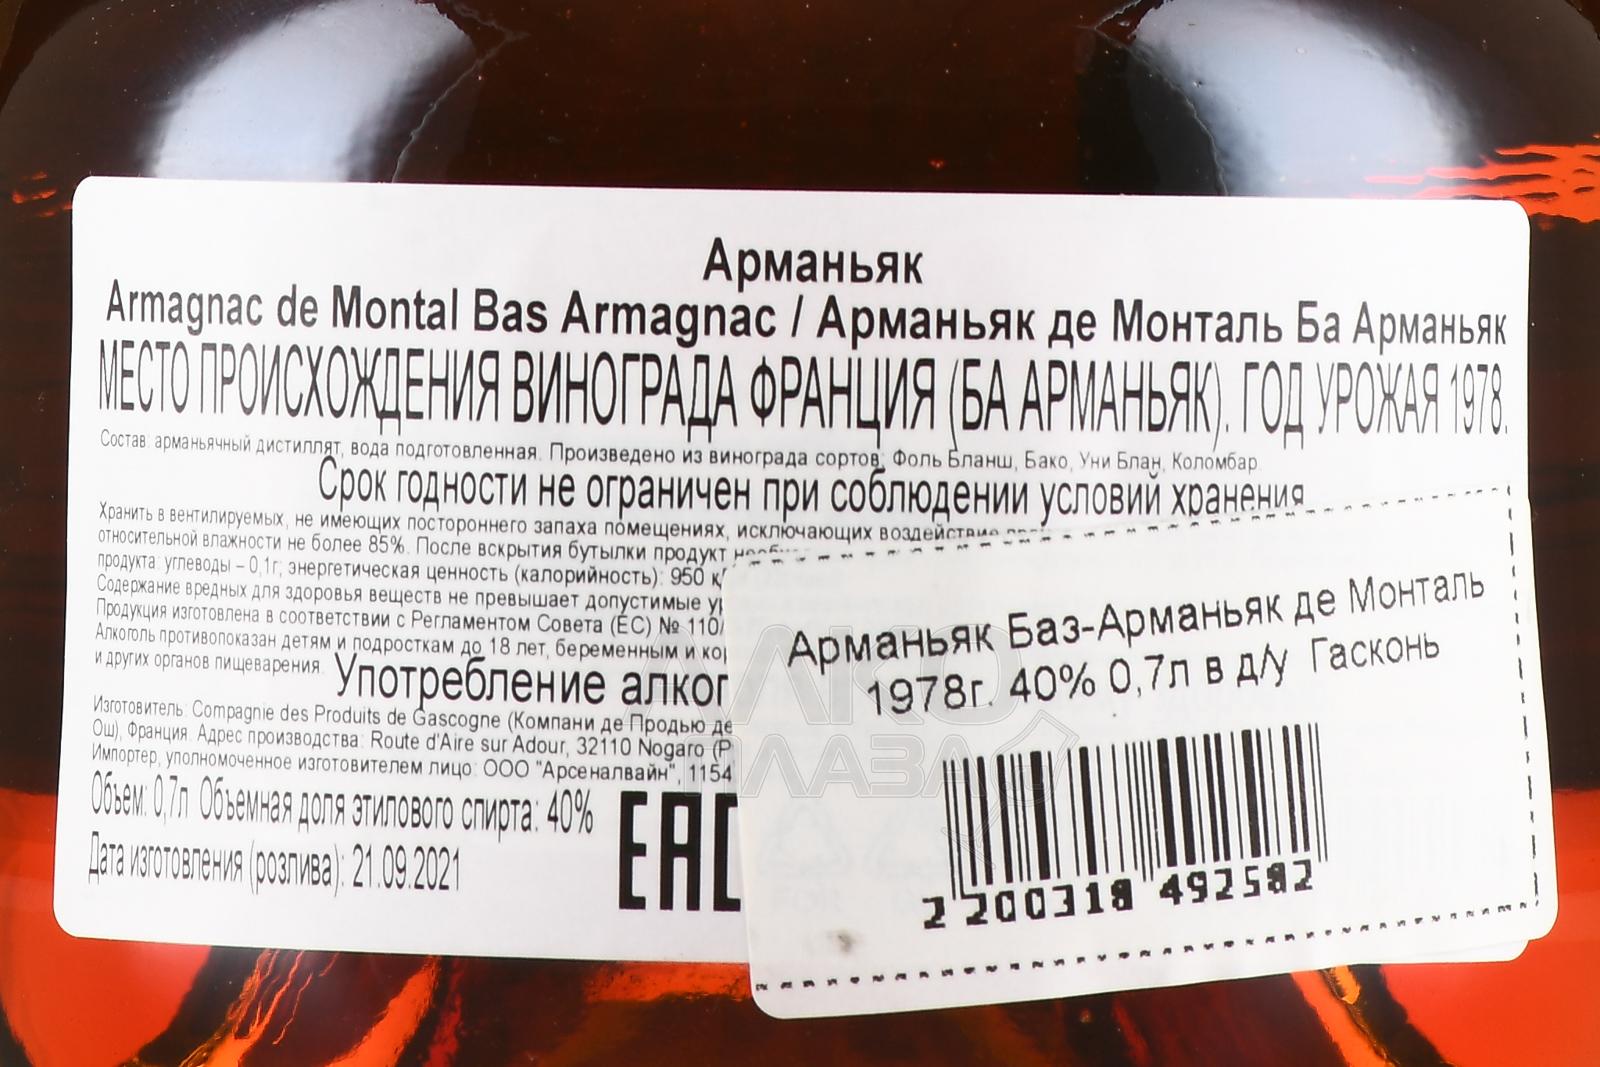 Арманьяк
Armagnac de Montal Bas Armagnac / Арманьяк де Монталь Ба Арманьяк
МЕСТО ПРОИСХОЖДЕНИЯ ВИНОГРАДА ФРАНЦИЯ (БА АРМАНЬЯК). ГОД УРОЖАЯ 1978.
Состав: арманьячный дистиллят, вода подготовленная. Произведено из винограда сортов: Фоль Бланш, Бако, Уни Блан, Коломбар.
Срок годности не ограничен при соблюдении условий хранения
Хранить в вентилируемых, не имеющих постороннего запаха помещениях, исключающих воздействие
относительной влажности не более 85%. После вскрытия бутылки продукт
продукта: углеводы – 0,1г; энергетическая ценность (калорийность): 950
Содержание вредных для здоровья веществ не превышает допустимые
Продукция изготовлена в соответствии с Регламентом Совета (ЕС) № 110/
Алкоголь противопоказан детям и подросткам до 18 лет, беременным и
и других органов пищеварения. Употребление
Изготовитель: Compagnie des Produits de Gascogne (Компани де Продью де
Ош), Франция. Адрес производства: Route d'Aire sur Adour, 32110 Nogaro
Импортер, уполномоченное изготовителем лицо: ООО "Арсеналвайн", 1154
Объем: 0,7л Объемная доля этилового спирта: 40%
Дата изготовления (розлива): 21.09.2021
EAC
Арманьяк Баз-Арманьяк де Монталь
1978г. 40% 0,7л в д/у Гасконь
2 200318 492582
АЛКО
ПЛАЗА